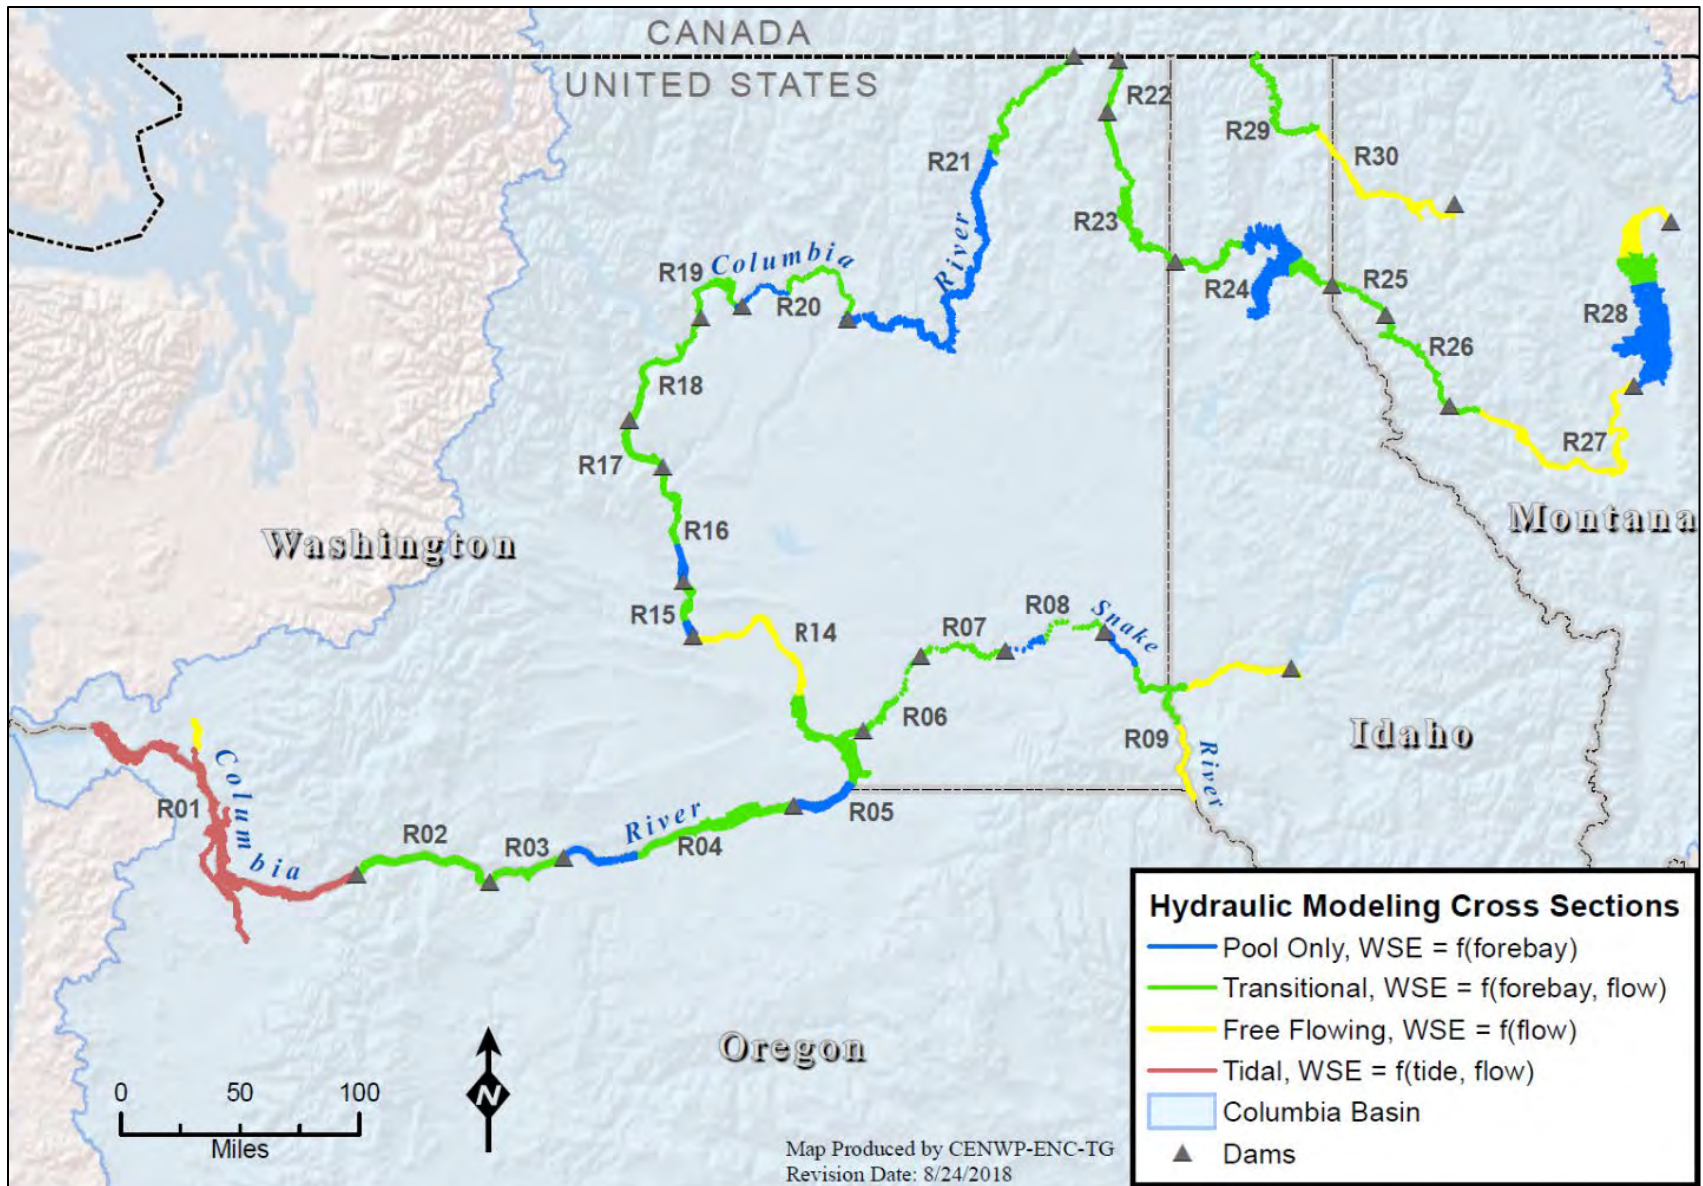 CANADA
UNITED STATES
R22
R29
R30
R21
R23
R19
Columbia
River
R20
R24
R25
R28
R26
R18
R17
R27
R16
Montana
Washington
R15
R14
R07
R08
Snake
R06
R09
River
Idaho
Columbia
R01
R02
R03
River
R04
R05
Oregon
Hydraulic Modeling Cross Sections
Pool Only, WSE = f(forebay)
Transitional, WSE = f(forebay, flow)
Free Flowing, WSE = f(flow)
Tidal, WSE = f(tide, flow)
Columbia Basin
Dams
0 50 100
Miles
N
Map Produced by CENWP-ENC-TG
Revision Date: 8/24/2018